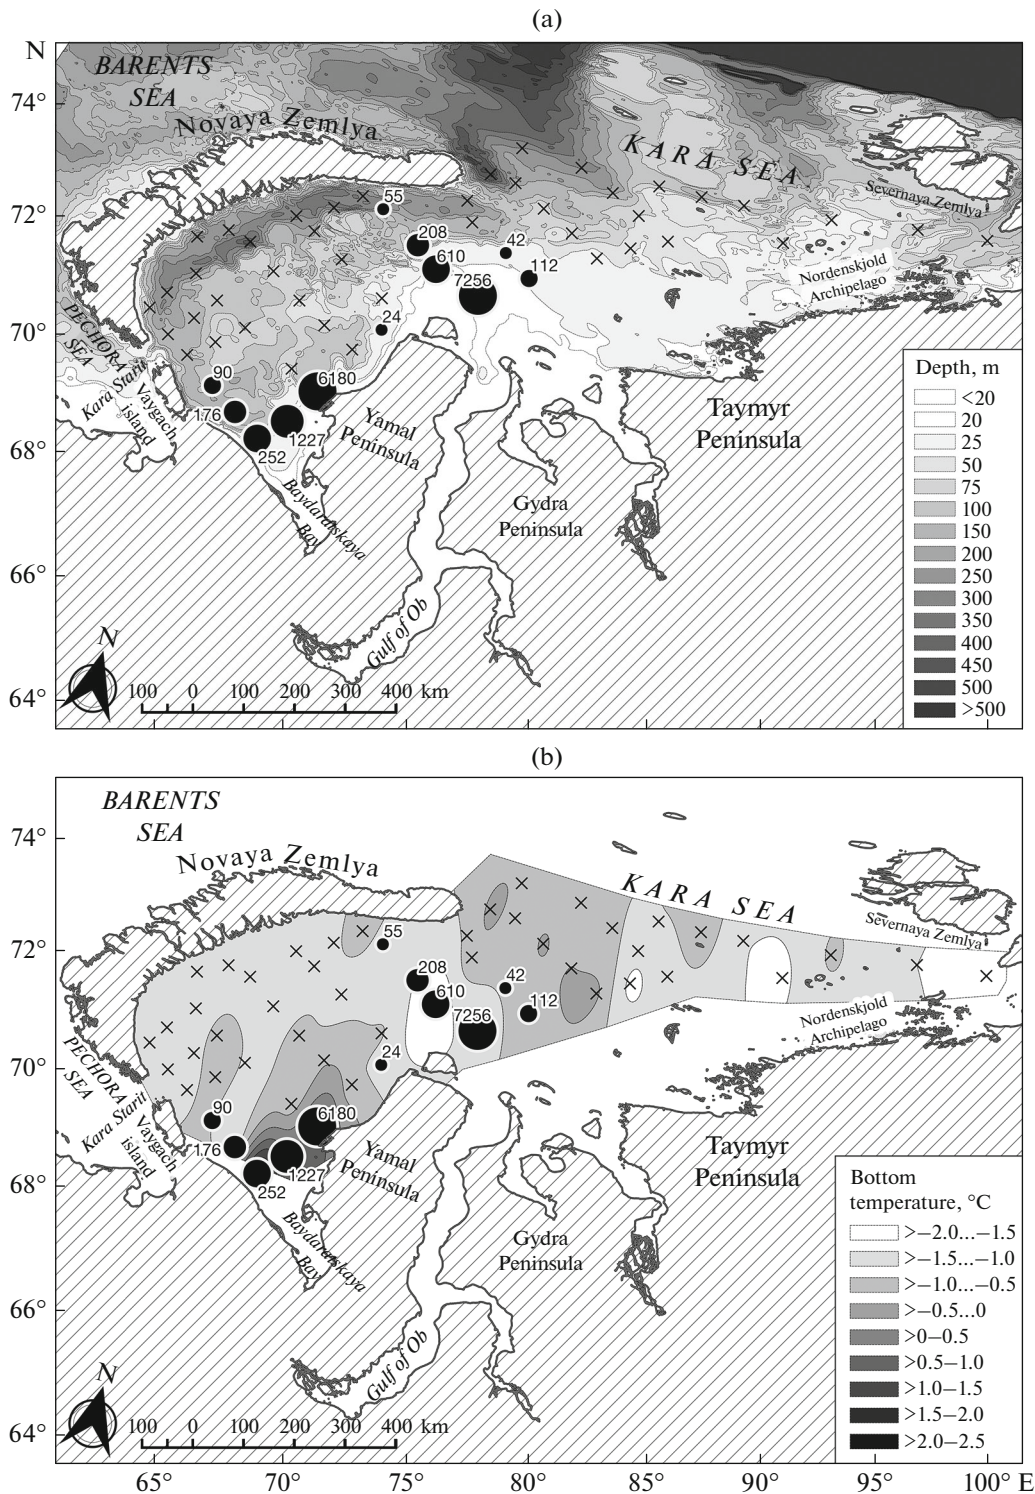 (a)
N
BARENTS
SEA
74°
Novaya Zemlya
KARA SEA
Severnaya Zemlya
72°
55
208
42
610
112
7256
Nordenskjold
Archipelago
70°
24
PECHORA
SEA
Kara Starit
Vaygach
island
90
6180
176
1227
252
Yamal
Peninsula
Taymyr
Peninsula
68°
Baydaratskaya
Bay
Gydra
Peninsula
66°
Gulf of Ob
64°
N
100 0 100 200 300 400 km
Depth, m
<20
20
25
50
75
100
150
200
250
300
350
400
450
500
>500
(b)
BARENTS
SEA
74°
Novaya Zemlya
KARA SEA
Severnaya Zemlya
72°
55
208
42
610
112
7256
Nordenskjold
Archipelago
70°
24
PECHORA
SEA
Kara Starit
Vaygach
island
90
6180
176
1227
252
Yamal
Peninsula
Taymyr
Peninsula
68°
Baydaratskaya
Bay
Gydra
Peninsula
66°
Gulf of Ob
64°
N
100 0 100 200 300 400 km
Bottom
temperature, °C
>−2.0...−1.5
>−1.5...−1.0
>−1.0...−0.5
>−0.5...0
>0−0.5
>0.5−1.0
>1.0−1.5
>1.5−2.0
>2.0−2.5
65° 70° 75° 80° 85° 90° 95° 100° E